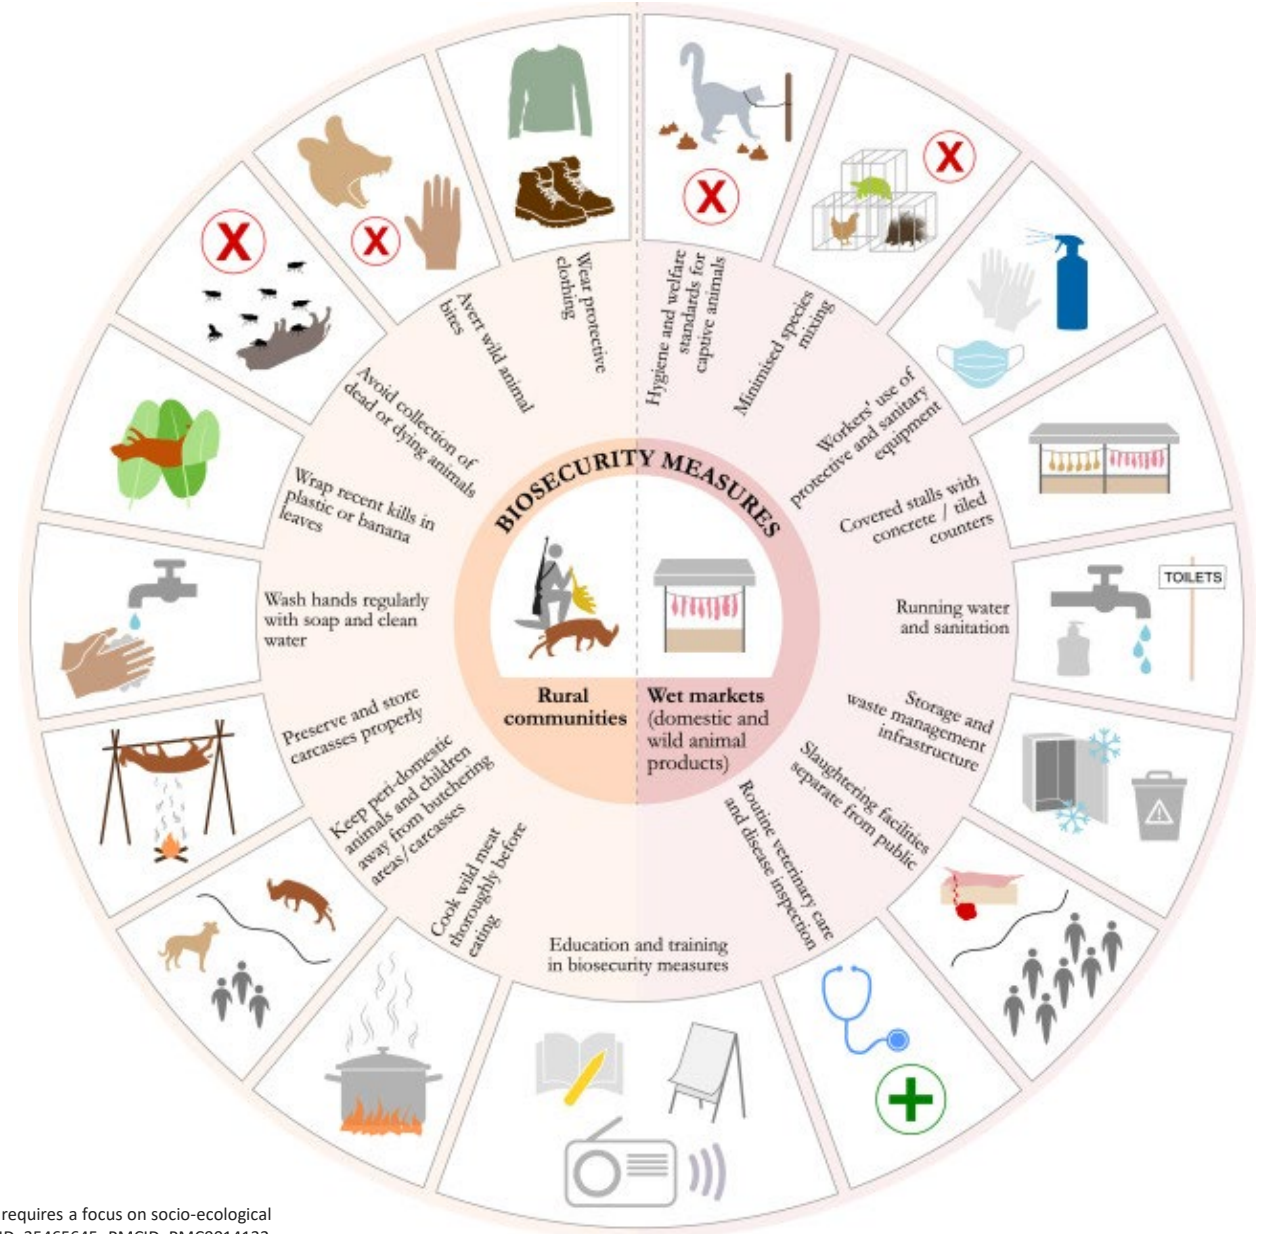 BIOSECURITY MEASURES
Rural
communities
Wet markets
(domestic and
wild animal
products)
Hygiene and welfare
standards for
captive animals
Minimised species
mixing
Workers' use of
protective and sanitary
equipment
Covered stalls with
concrete / tiled
counters
Running water
and sanitation
TOILETS
Storage and
waste management
infrastructure
Slaughtering facilities
separate from public
Routine veterinary care
and disease inspection
Education and training
in biosecurity measures
Cook wild meat
thoroughly before
eating
Keep peri-domestic
animals and children
away from butchering
areas/carcasses
Preserve and store
carcasses properly
Wash hands regularly
with soap and clean
water
Wrap recent kills in
plastic or banana
leaves
Avoid collection of
dead or dying animals
Avert wild animal
bites
Wear protective
clothing
X
X
X
X
requires a focus on socio-ecological